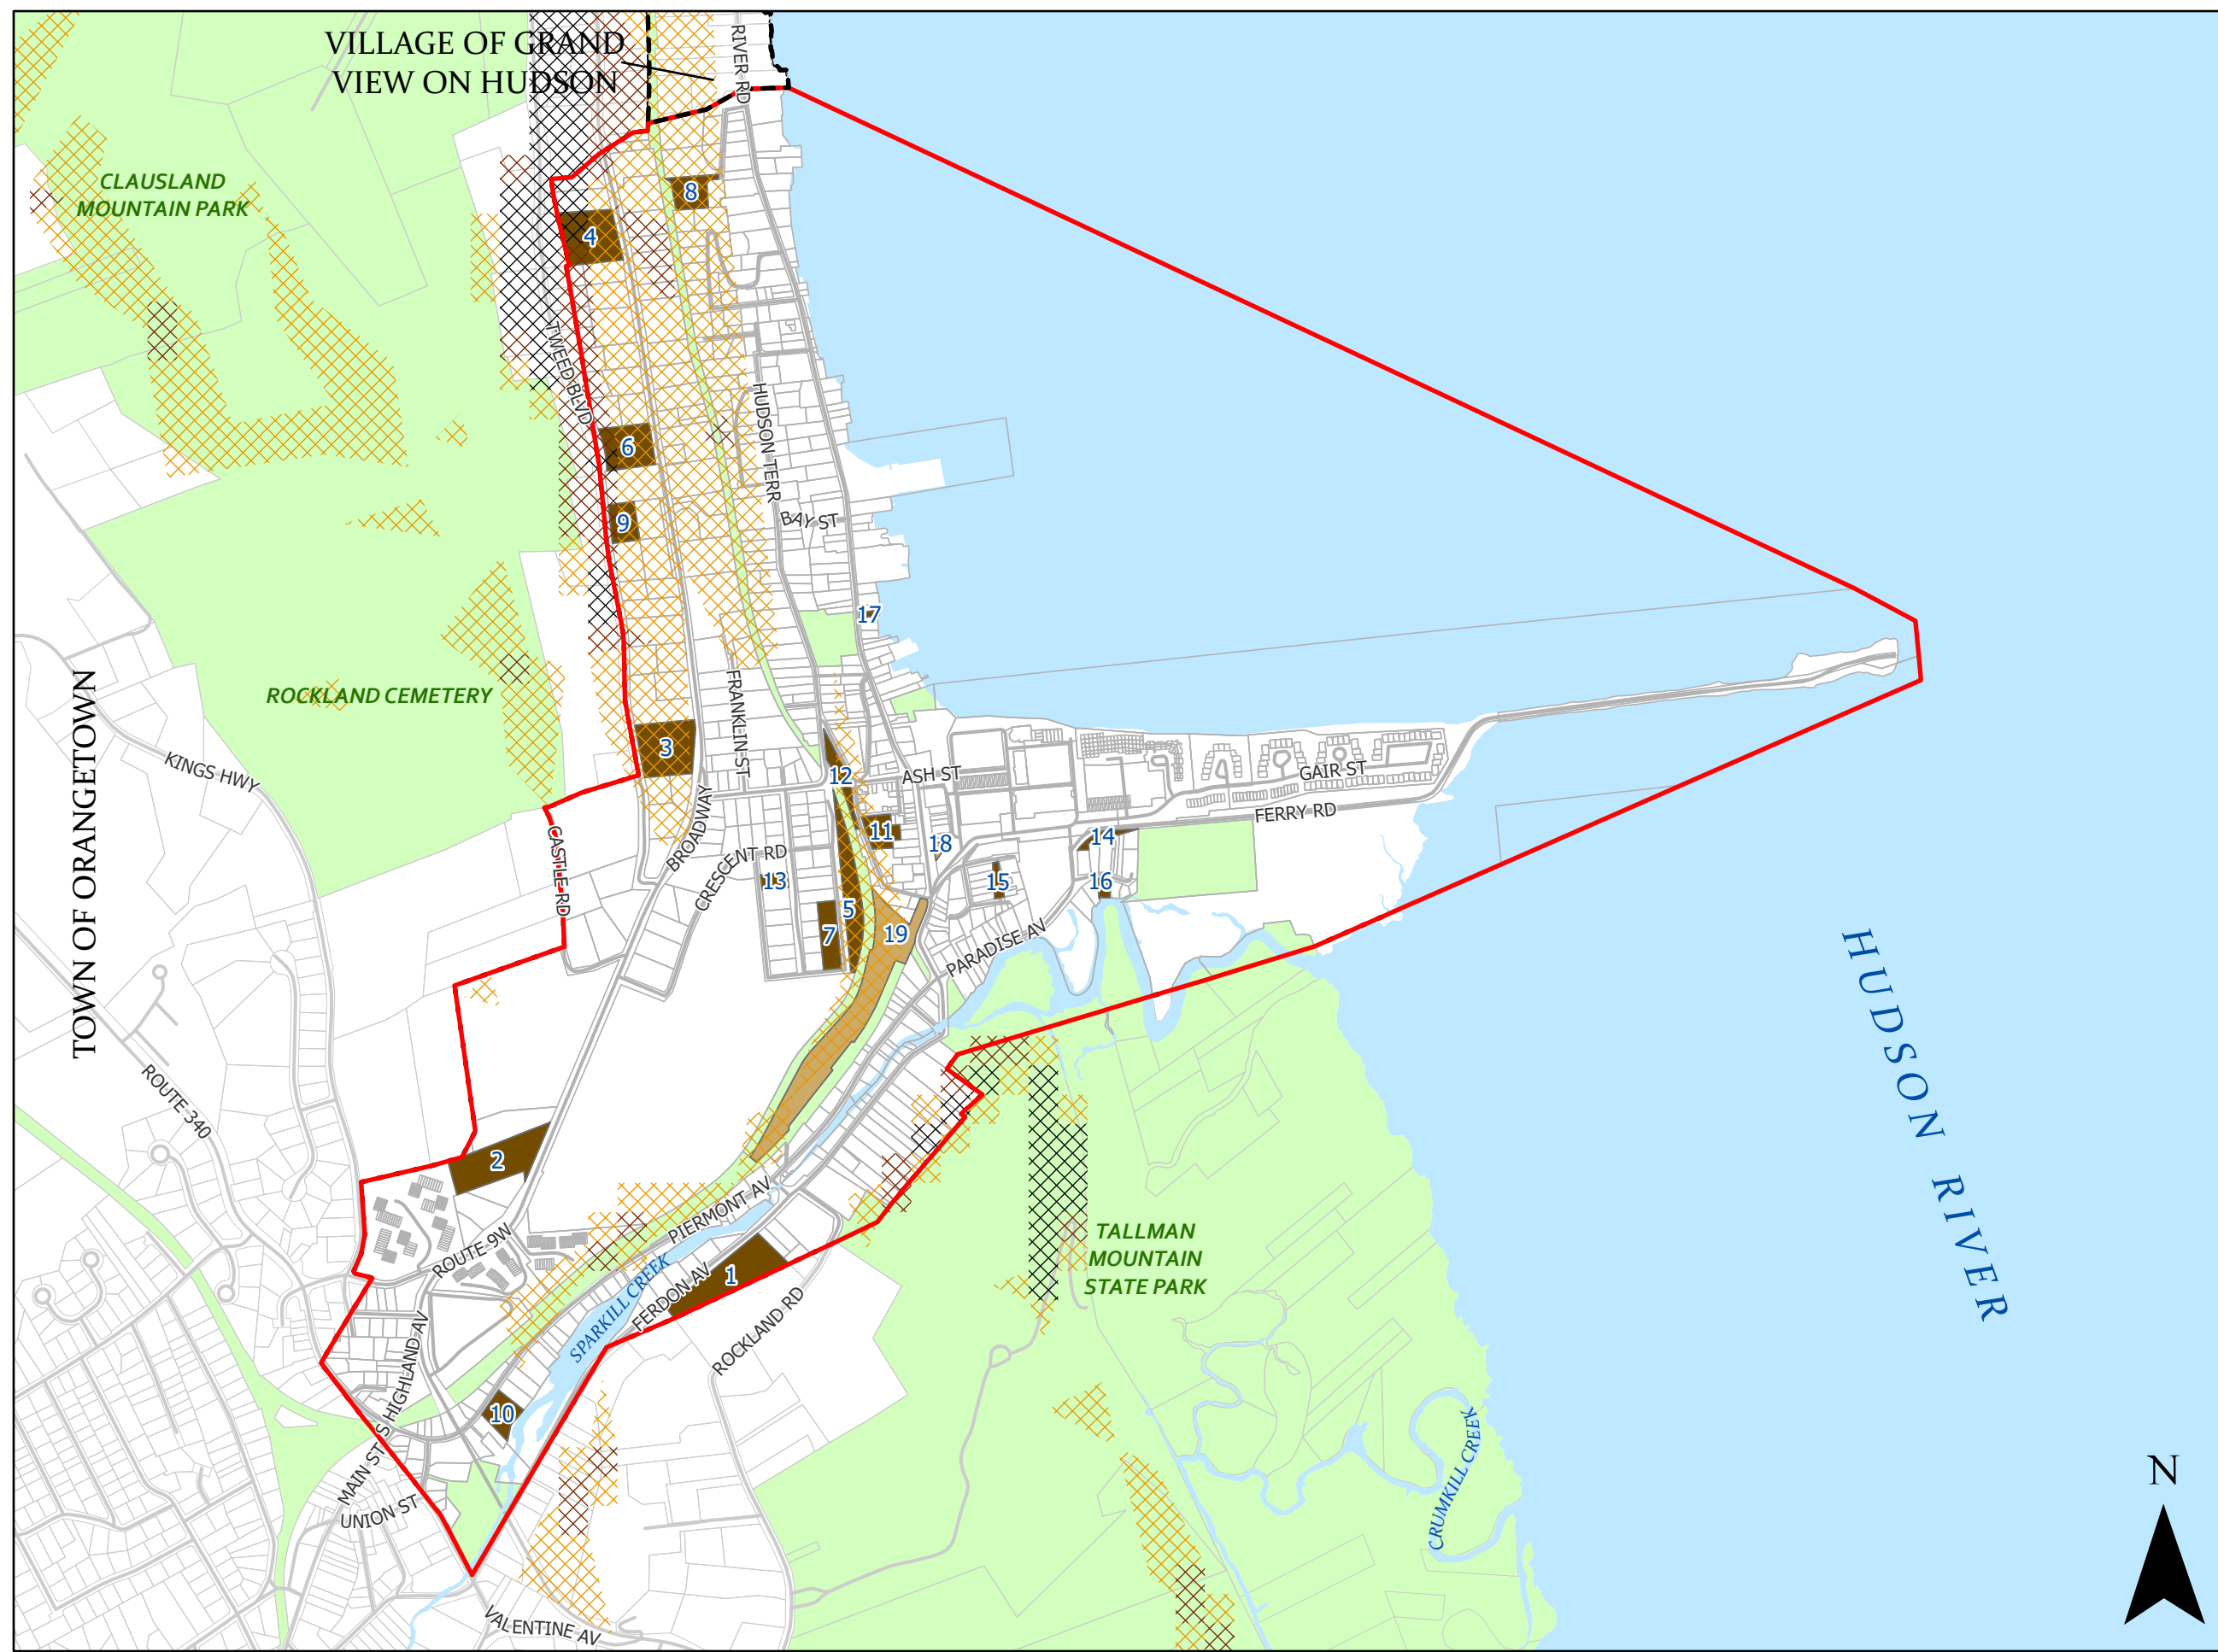 VILLAGE OF GRAND
VIEW ON HUDSON
RIVER RD
CLAUSLAND
MOUNTAIN PARK
8
4
TWEED BLVD
HUDSON TERR
6
9
BAY ST
17
TOWN OF ORANGETOWN
ROCKLAND CEMETERY
FRANKLIN ST
3
KINGS HWY
12
ASH ST
GAIR ST
FERRY RD
BROADWAY
11
18
14
CASTLE RD
CRESCENT RD
13
15
16
5
7
19
PARADISE AV
HUDSON RIVER
ROUTE 340
2
PIERMONT AV
ROUTE 9W
TALLMAN
MOUNTAIN
STATE PARK
1
SPARKILL CREEK
FERDON AV
ROCKLAND RD
S HIGHLAND AV
10
MAIN ST
UNION ST
CRUMKILL CREEK
VALENTINE AV
N